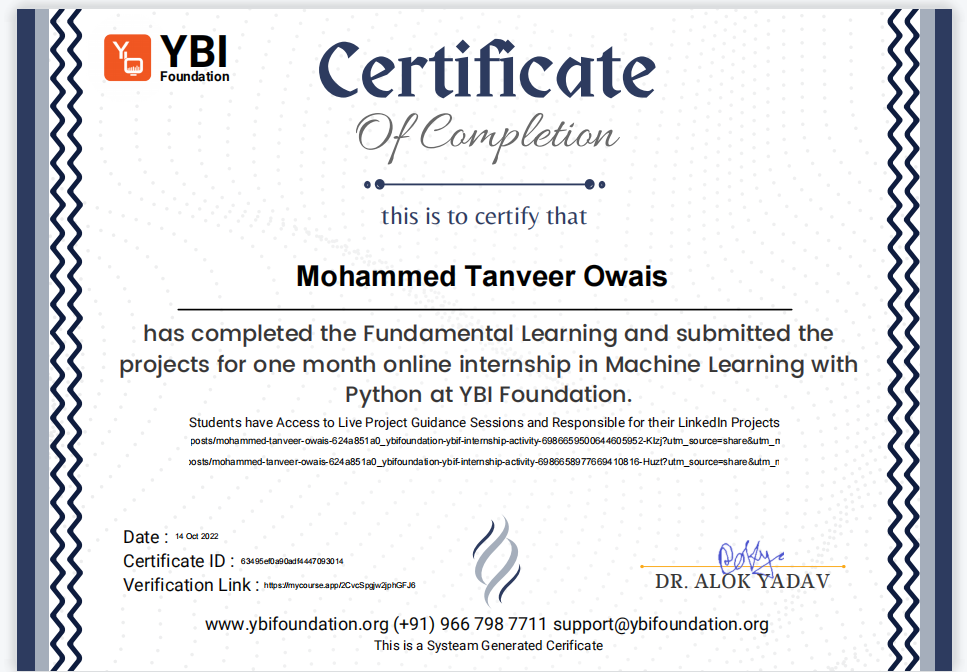 YBI
Foundation
Certificate
Of Completion
this is to certify that
Mohammed Tanveer Owais
has completed the Fundamental Learning and submitted the
projects for one month online internship in Machine Learning with
Python at YBI Foundation.
Students have Access to Live Project Guidance Sessions and Responsible for their LinkedIn Projects
posts/mohammed-tanveer-owais-624a851a0_ybifoundation-ybif-internship-activity-6986659500644605952-KIzj?utm_source=share&utm_n
posts/mohammed-tanveer-owais-624a851a0_ybifoundation-ybif-internship-activity-6986658977669410816-Huzt?utm_source=share&utm_n
Date : 14 Oct 2022
Certificate ID : 63495ef0a90adf4447093014
Verification Link : https://mycourse.app/2CvcSpgjw2jphGFJ6
DR. ALOK YADAV
www.ybifoundation.org (+91) 966 798 7711 support@ybifoundation.org
This is a Systeam Generated Cerificate